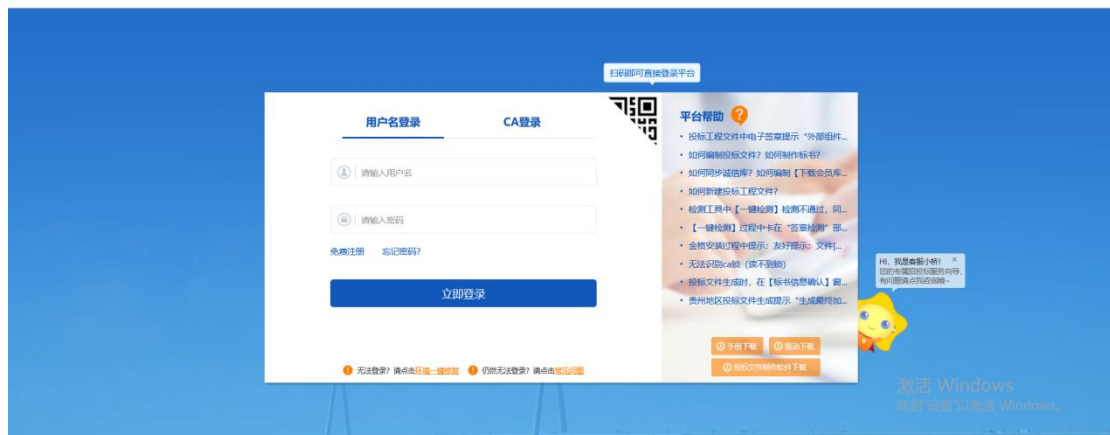 扫码即可直接登录平台
用户名登录
CA登录
请输入用户名
请输入密码
免费注册
忘记密码?
立即登录
无法登录?请点击环境一键修复
仍然无法登录?请点击常见问题
平台帮助
• 投标工程文件中电子签章提示“外部组件...
• 如何编制投标文件?如何制作标书?
• 如何同步诚信库?如何编制【下载会员库...
• 如何新建投标工程文件?
• 检测工具中【一键检测】检测不通过,同...
• 【一键检测】过程中卡在“签章检测”部...
• 金格安装过程中提示:友好提示:文件[...
• 无法识别ca锁(读不到锁)
• 投标文件生成时,在【标书信息确认】窗...
• 贵州地区投标文件生成提示“生成最终加...
手册下载
驱动下载
投标文件制作软件下载
HI,我是客服小桥!
您的专属招投标服务向导,
有问题请点我咨询哦~
激活 Windows
转到"设置"以激活 Windows。